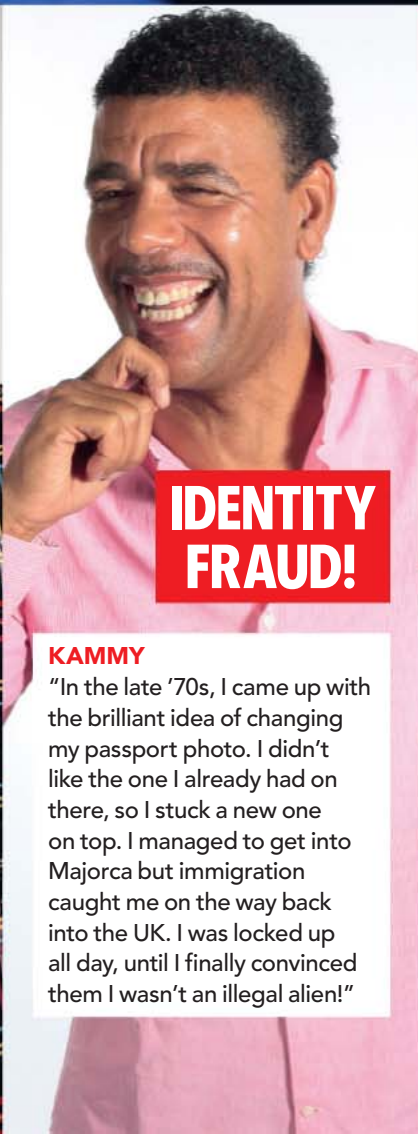 IDENTITY
FRAUD!
KAMMY
“In the late ’70s, I came up with
the brilliant idea of changing
my passport photo. I didn’t
like the one I already had on
there, so I stuck a new one
on top. I managed to get into
Majorca but immigration
caught me on the way back
into the UK. I was locked up
all day, until I finally convinced
them I wasn’t an illegal alien!”